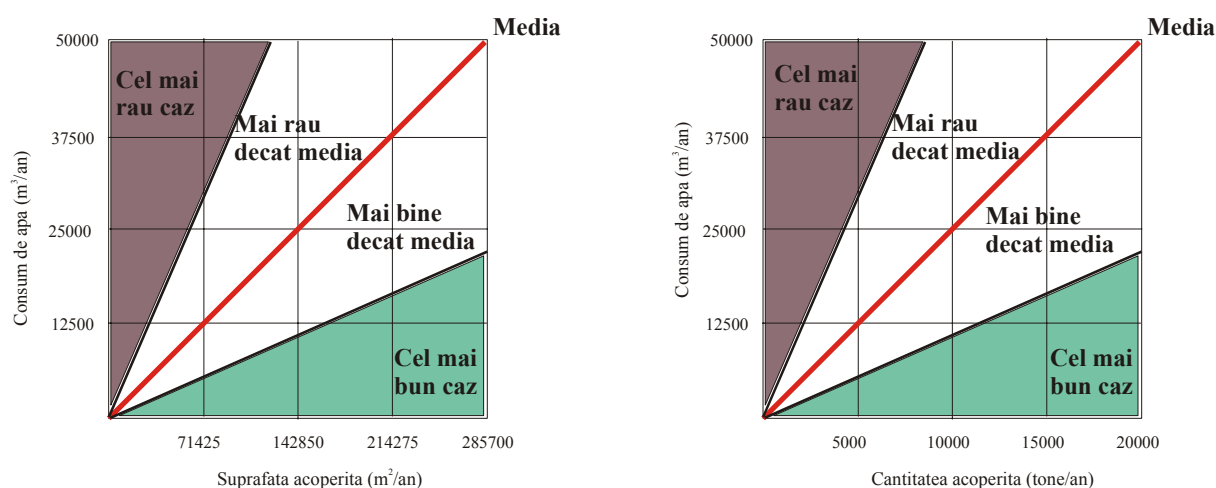 Media
50000
Cel mai
rau caz
Mai rau
decat media
37500
Mai bine
decat media
25000
12500
Cel mai
bun caz
Consum de apa (m³/an)
71425
142850
214275
285700
Suprafata acoperita (m²/an)
Media
50000
Cel mai
rau caz
Mai rau
decat media
37500
Mai bine
decat media
25000
12500
Cel mai
bun caz
Consum de apa (m³/an)
5000
10000
15000
20000
Cantitatea acoperita (tone/an)